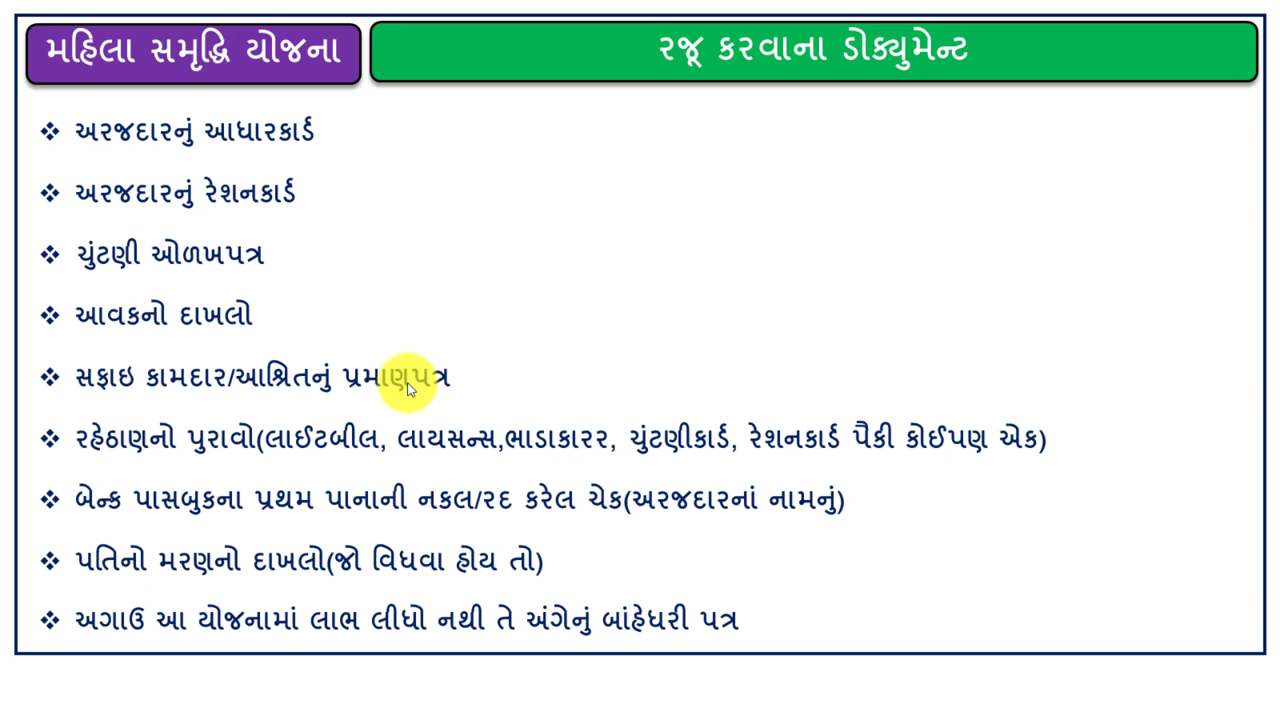 મહિલા સમૃદ્ધિ યોજના
રજૂ કરવાના ડોક્યુમેન્ટ
❖ અરજદારનું આધારકાર્ડ
❖ અરજદારનું રેશનકાર્ડ
❖ ચુંટણી ઓળખપત્ર
❖ આવકનો દાખલો
❖ સફાઇ કામદાર/આશ્રિતનું પ્રમાણપત્ર
❖ રહેઠાણનો પુરાવો(લાઈટબીલ, લાયસન્સ,ભાડાકારર, ચુંટણીકાર્ડ, રેશનકાર્ડ પૈકી કોઈપણ એક)
❖ બેન્ક પાસબુકના પ્રથમ પાનાની નકલ/રદ કરેલ ચેક(અરજદારનાં નામનું)
❖ પતિનો મરણનો દાખલો(જો વિધવા હોય તો)
❖ અગાઉ આ યોજનામાં લાભ લીધો નથી તે અંગેનું બાંહેધરી પત્ર